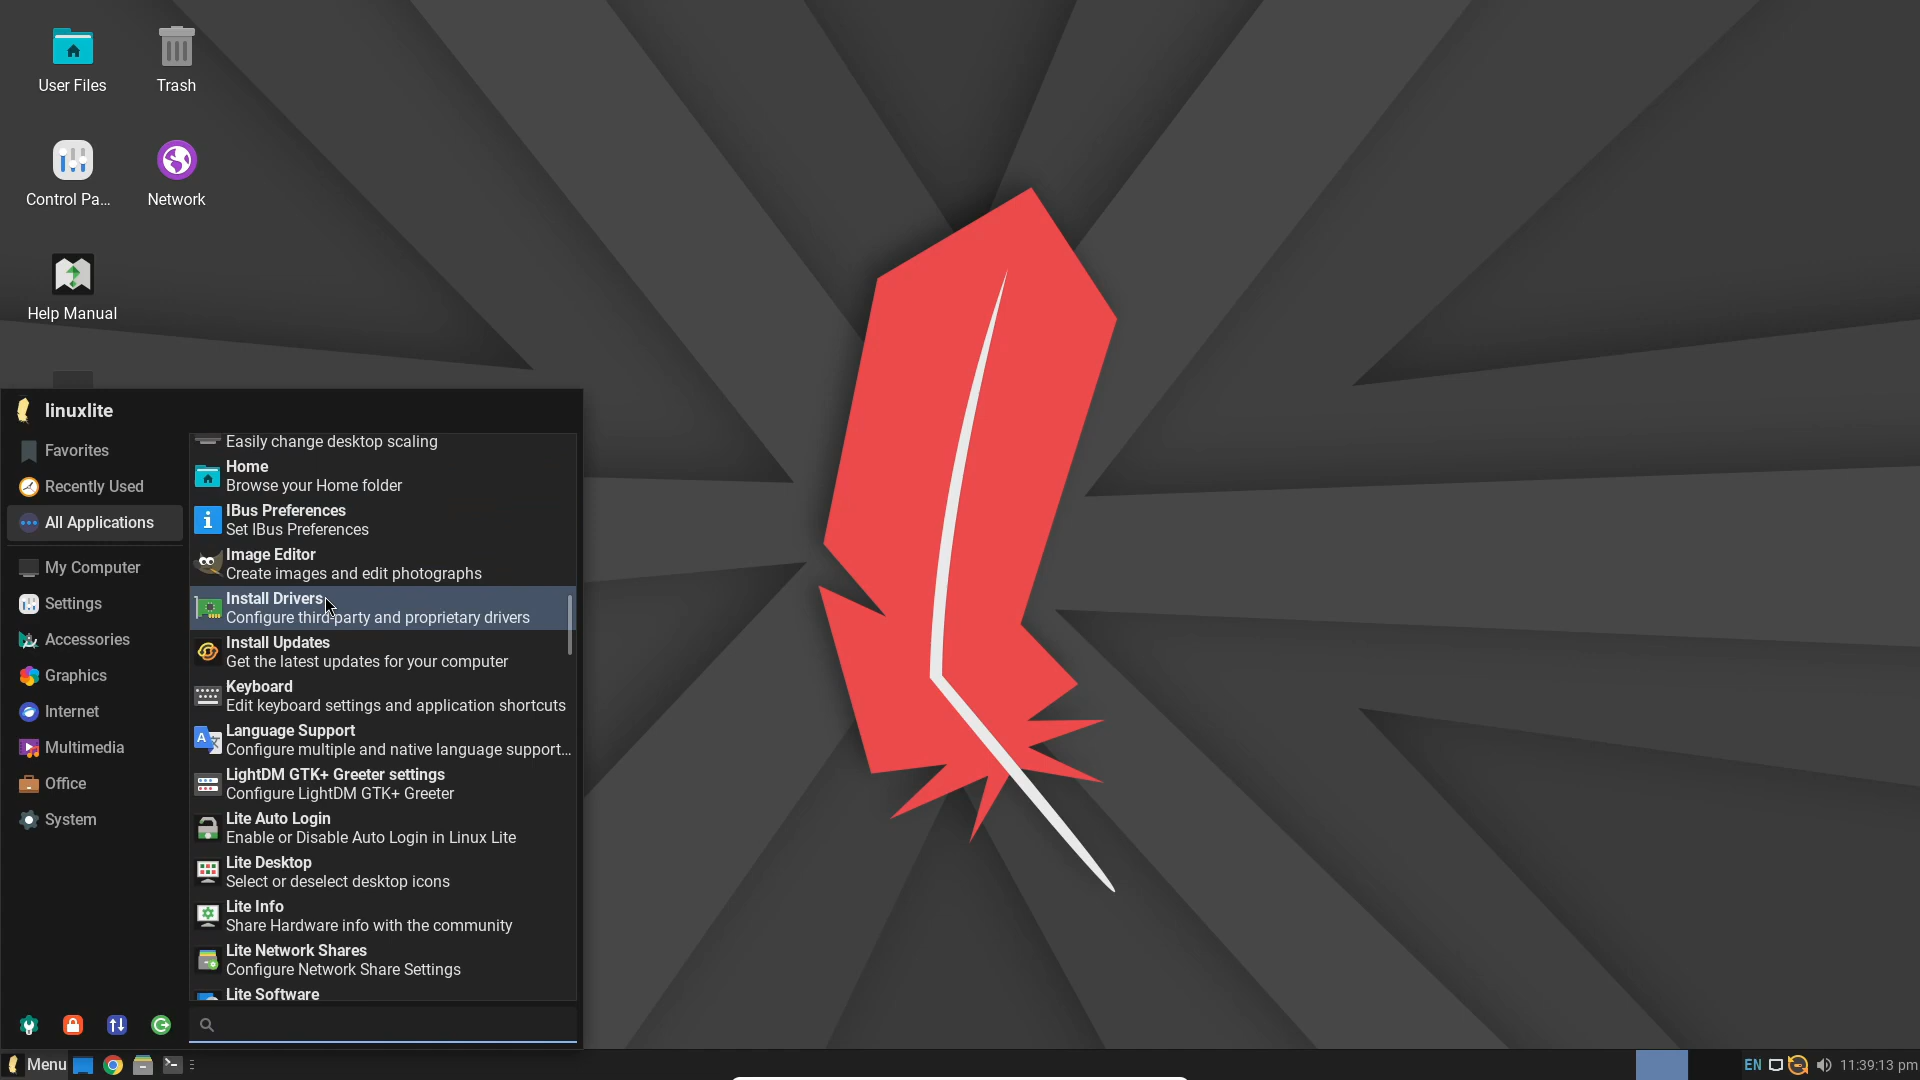 User Files
Trash
Control Pa...
Network
Help Manual
linuxlite
Favorites
Recently Used
All Applications
My Computer
Settings
Accessories
Graphics
Internet
Multimedia
Office
System
Easily change desktop scaling
Home
Browse your Home folder
IBus Preferences
Set IBus Preferences
Image Editor
Create images and edit photographs
Install Drivers
Configure third-party and proprietary drivers
Install Updates
Get the latest updates for your computer
Keyboard
Edit keyboard settings and application shortcuts
Language Support
Configure multiple and native language support...
LightDM GTK+ Greeter settings
Configure LightDM GTK+ Greeter
Lite Auto Login
Enable or Disable Auto Login in Linux Lite
Lite Desktop
Select or deselect desktop icons
Lite Info
Share Hardware info with the community
Lite Network Shares
Configure Network Share Settings
Lite Software
Menu
EN
11:39:13 pm